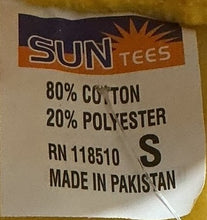 SUN TEES
80% COTTON
20% POLYESTER
RN 118510 S
MADE IN PAKISTAN